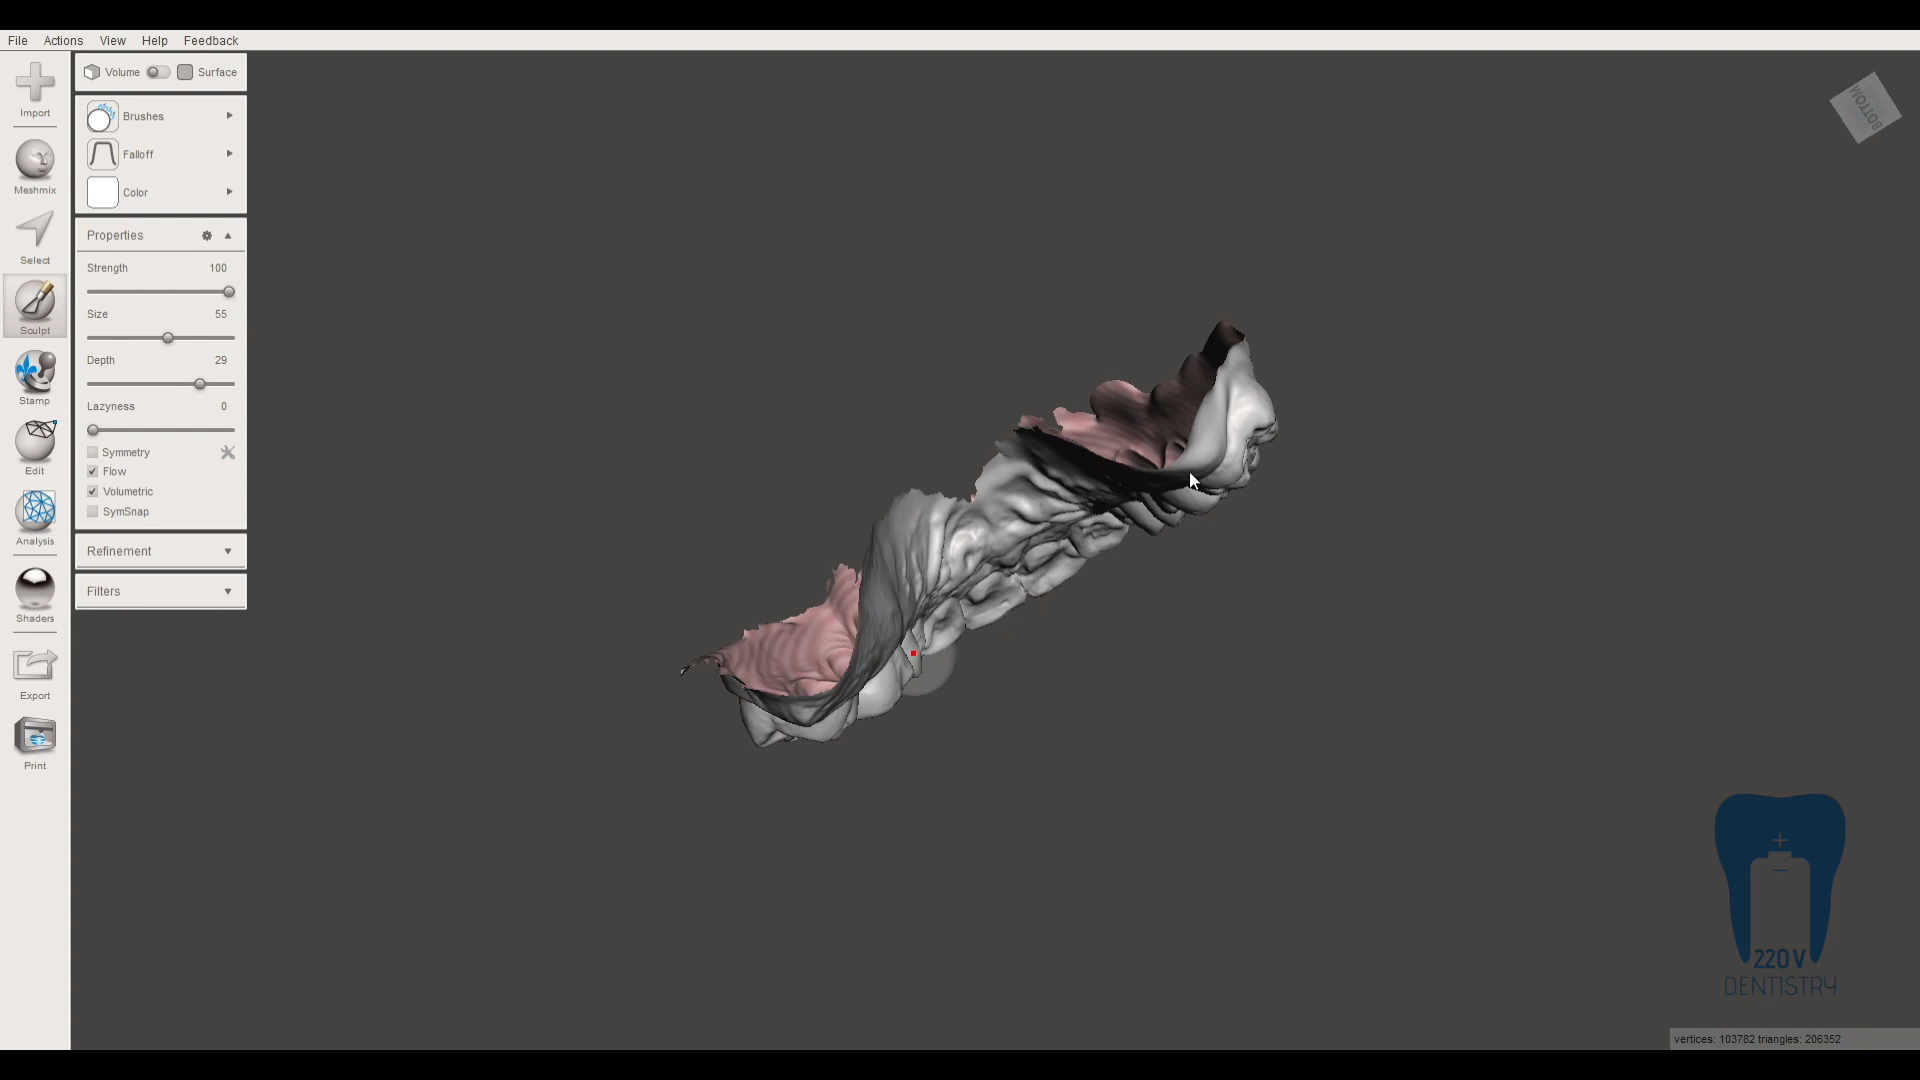 File Actions View Help Feedback
Import
Meshmix
Select
Sculpt
Stamp
Edit
Analysis
Shaders
Export
Print
Volume Surface
Brushes
Falloff
Color
Properties
Strength 100
Size 55
Depth 29
Lazyness 0
Symmetry
Flow
Volumetric
SymSnap
Refinement
Filters
BOTTOM
220 V
DENTISTRY
vertices: 103782 triangles: 206352